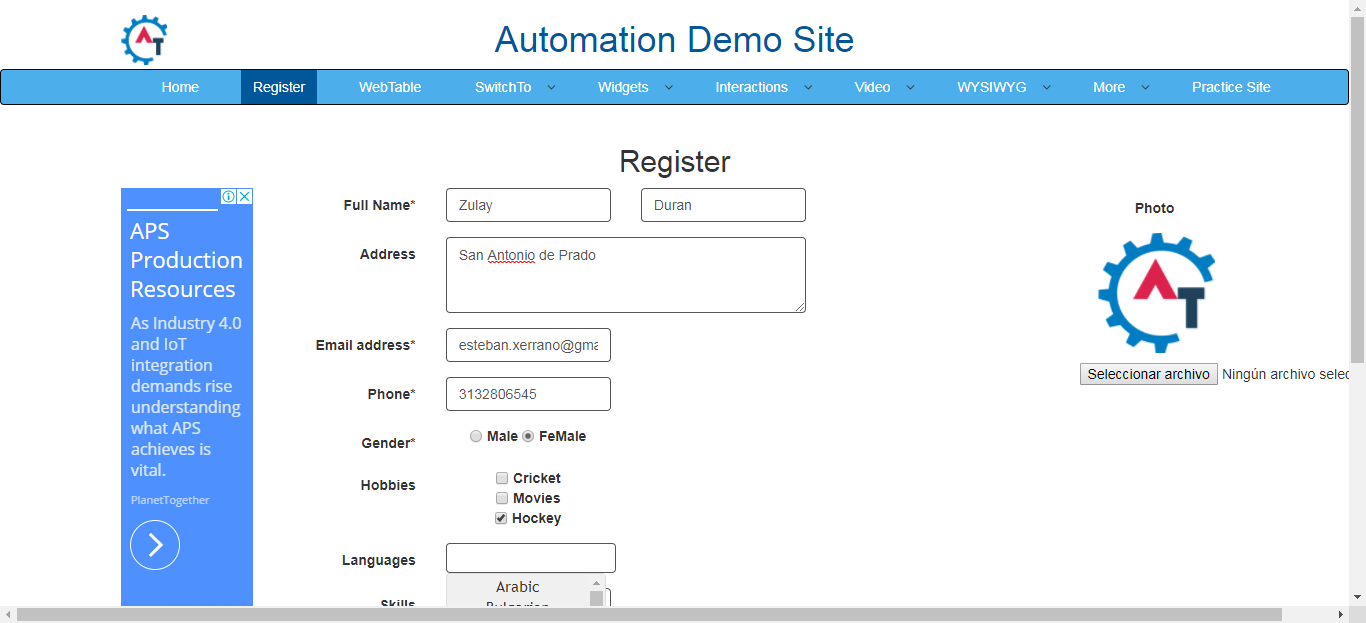 AT
Automation Demo Site
Home Register WebTable SwitchTo Widgets Interactions Video WYSIWYG More Practice Site
Register
APS
Production
Resources
As Industry 4.0
and IoT
integration
demands rise
understanding
what APS
achieves is
vital.
PlanetTogether
Full Name* Zulay Duran
Address San Antonio de Prado
Email address* esteban.xerrano@gma
Phone* 3132806545
Gender* Male FeMale
Hobbies Cricket
Movies
Hockey
Languages
Arabic
Bulgarian
Skills
Photo
AT
Seleccionar archivo Ningún archivo selec